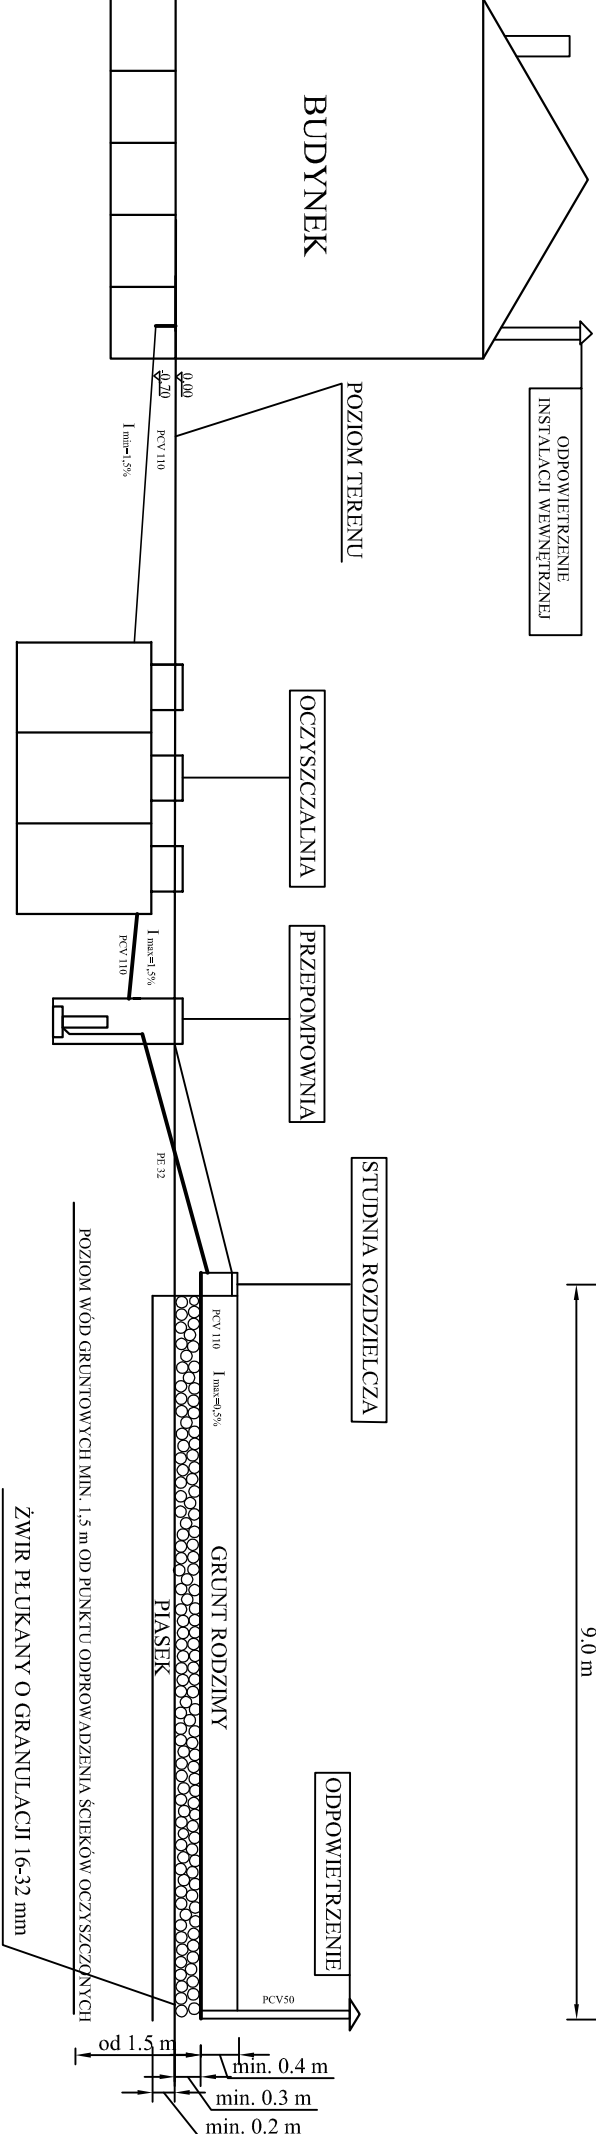 BUDYNEK
ODPOWIETRZENIE
INSTALACJI WEWNĘTRZNEJ
POZIOM TERENU
0,00
-0,70
PCV 110
I min=1,5%
OCZYSZCZALNIA
I max=1,5%
PCV 110
PRZEPOMPOWNIA
PE 32
STUDNIA ROZDZIELCZA
9.0 m
PCV 110
I max=0,5%
GRUNT RODZIMY
PIASEK
POZIOM WÓD GRUNTOWYCH MIN. 1,5 m OD PUNKTU ODPROWADZENIA ŚCIEKÓW OCZYSZCZONYCH
ŻWIR PŁUKANY O GRANULACJI 16-32 mm
ODPOWIETRZENIE
PCV50
od 1.5 m
min. 0.4 m
min. 0.3 m
min. 0.2 m